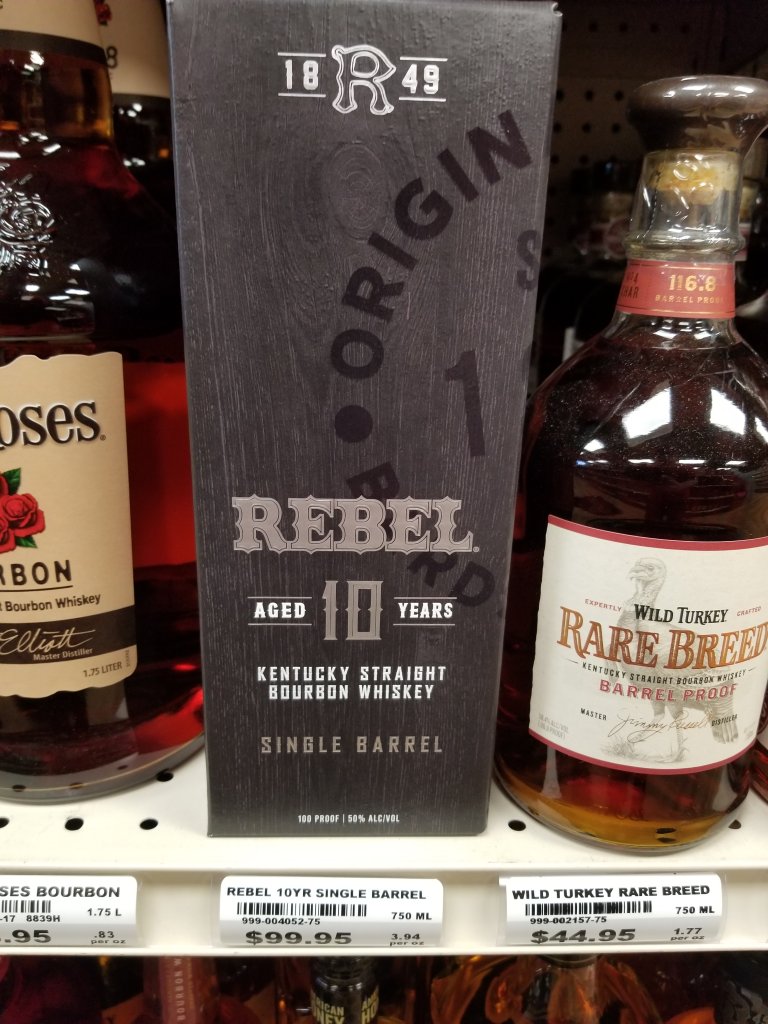 18 R 49
ORIGIN
S
1
REBEL
AGED 10 YEARS
KENTUCKY STRAIGHT
BOURBON WHISKEY
SINGLE BARREL
100 PROOF | 50% ALC/VOL
oses
RBON
Bourbon Whiskey
Elliott
Master Distiller
1.75 LITER
116.8
BARREL PROOF
EXPERTLY WILD TURKEY CRAFTED
RARE BREED
KENTUCKY STRAIGHT BOURBON WHISKEY
BARREL PROOF
MASTER Jimmy Russell DISTILLER
SES BOURBON
-17 8839H
1.75 L
.95
.83
per oz
REBEL 10YR SINGLE BARREL
999-004052-75
750 ML
$99.95
3.94
per oz
WILD TURKEY RARE BREED
999-002157-75
750 ML
$44.95
1.77
per oz